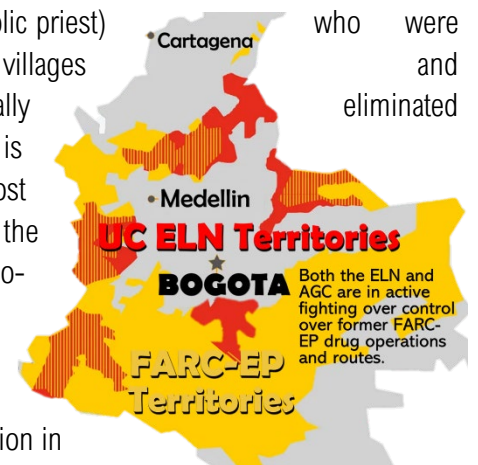 olic priest)
villages
ally
is
ost
the
o-
ion in
who were
and
eliminated
Cartagena
Medellin
UC ELN Territories
BOGOTA
Both the ELN and
AGC are in active
fighting over control
over former FARC-
EP drug operations
and routes.
FARC-EP
Territories